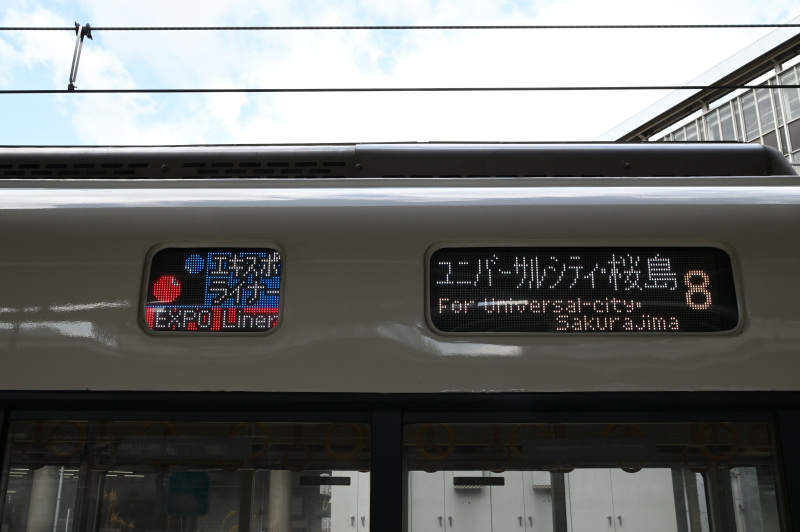 エキスポ
ライナー
EXPO Liner
ユニバーサルシティ・桜島
For Universal-city・
Sakurajima
8